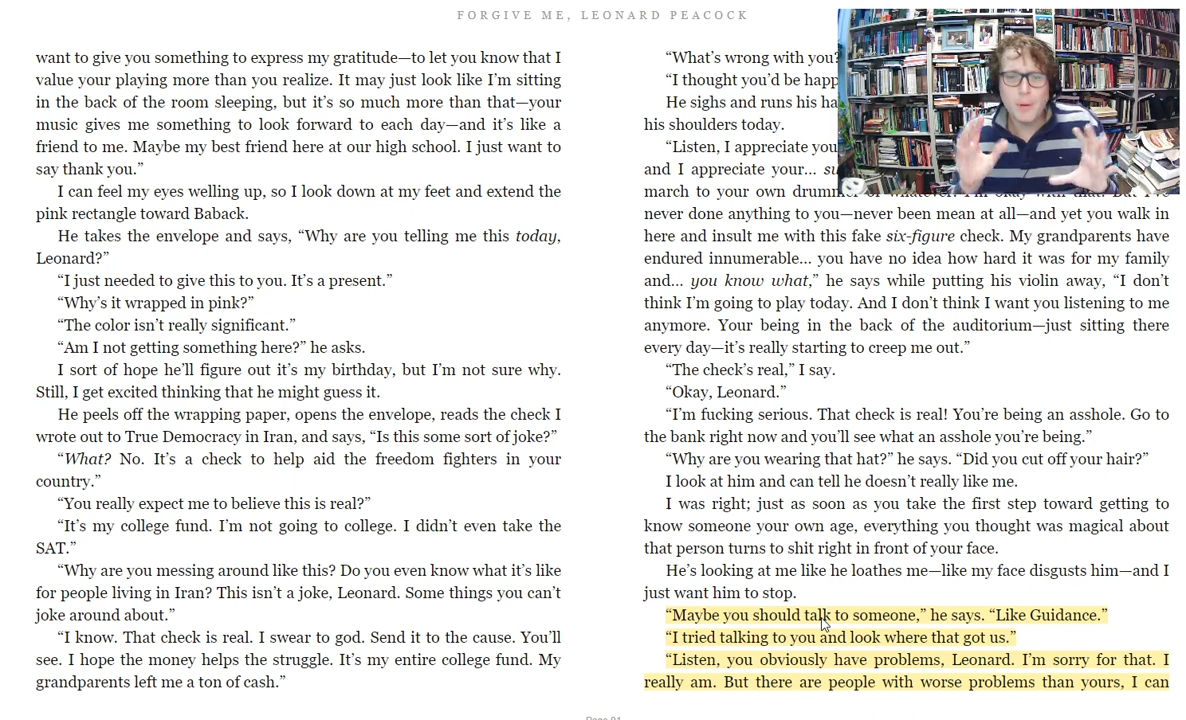 FORGIVE ME, LEONARD PEACOCK
want to give you something to express my gratitude—to let you know that I
value your playing more than you realize. It may just look like I’m sitting
in the back of the room sleeping, but it’s so much more than that—your
music gives me something to look forward to each day—and it’s like a
friend to me. Maybe my best friend here at our high school. I just want to
say thank you.”
I can feel my eyes welling up, so I look down at my feet and extend the
pink rectangle toward Baback.
He takes the envelope and says, “Why are you telling me this today,
Leonard?”
“I just needed to give this to you. It’s a present.”
“Why’s it wrapped in pink?”
“The color isn’t really significant.”
“Am I not getting something here?” he asks.
I sort of hope he’ll figure out it’s my birthday, but I’m not sure why.
Still, I get excited thinking that he might guess it.
He peels off the wrapping paper, opens the envelope, reads the check I
wrote out to True Democracy in Iran, and says, “Is this some sort of joke?”
“What? No. It’s a check to help aid the freedom fighters in your
country.”
“You really expect me to believe this is real?”
“It’s my college fund. I’m not going to college. I didn’t even take the
SAT.”
“Why are you messing around like this? Do you even know what it’s like
for people living in Iran? This isn’t a joke, Leonard. Some things you can’t
joke around about.”
“I know. That check is real. I swear to god. Send it to the cause. You’ll
see. I hope the money helps the struggle. It’s my entire college fund. My
grandparents left me a ton of cash.”
“What’s wrong with you?
“I thought you’d be
He sighs and runs his
his shoulders today.
“Listen, I appreciate
and I appreciate your…
march to your own
never done anything to you—never been mean at all—and yet you walk in
here and insult me with this fake six-figure check. My grandparents have
endured innumerable… you have no idea how hard it was for my family
and… you know what,” he says while putting his violin away, “I don’t
think I’m going to play today. And I don’t think I want you listening to me
anymore. Your being in the back of the auditorium—just sitting there
every day—it’s really starting to creep me out.”
“The check’s real,” I say.
“Okay, Leonard.”
“I’m fucking serious. That check is real! You’re being an asshole. Go to
the bank right now and you’ll see what an asshole you’re being.”
“Why are you wearing that hat?” he says. “Did you cut off your hair?”
I look at him and can tell he doesn’t really like me.
I was right; just as soon as you take the first step toward getting to
know someone your own age, everything you thought was magical about
that person turns to shit right in front of your face.
He’s looking at me like he loathes me—like my face disgusts him—and I
just want him to stop.
“Maybe you should talk to someone,” he says. “Like Guidance.”
“I tried talking to you and look where that got us.”
“Listen, you obviously have problems, Leonard. I’m sorry for that. I
really am. But there are people with worse problems than yours, I can